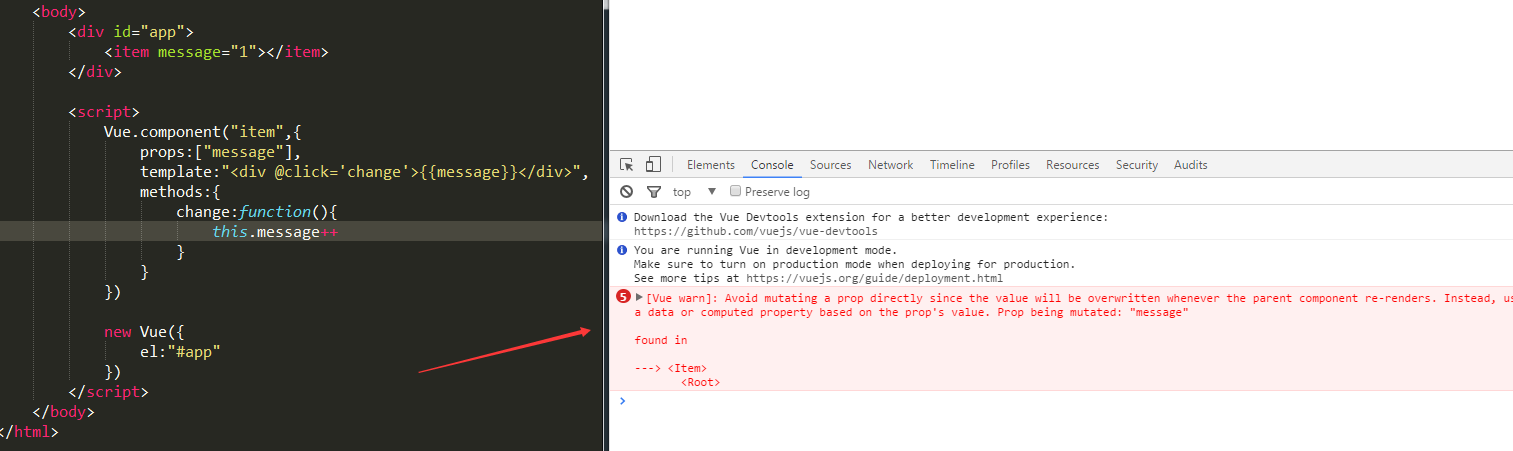 <body>
<div id="app">
<item message="1"></item>
</div>
<script>
Vue.component("item",{
props:["message"],
template:"<div @click='change'>{{message}}</div>",
methods:{
change:function(){
this.message++
}
}
})
new Vue({
el:"#app"
})
</script>
</body>
</html>
Elements Console Sources Network Timeline Profiles Resources Security Audits
top ▼ Preserve log
Download the Vue Devtools extension for a better development experience:
https://github.com/vuejs/vue-devtools
You are running Vue in development mode.
Make sure to turn on production mode when deploying for production.
See more tips at https://vuejs.org/guide/deployment.html
5 ▶[Vue warn]: Avoid mutating a prop directly since the value will be overwritten whenever the parent component re-renders. Instead, us
a data or computed property based on the prop's value. Prop being mutated: "message"
found in
---> <Item>
<Root>
>